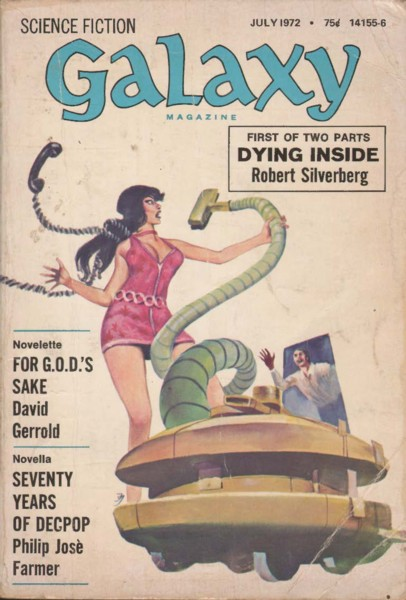 SCIENCE FICTION
JULY 1972 • 75¢ 14155-6
Galaxy
MAGAZINE
FIRST OF TWO PARTS
DYING INSIDE
Robert Silverberg
Novelette
FOR G.O.D.'S
SAKE
David
Gerrold
Novella
SEVENTY
YEARS
OF DECPOP
Philip Josè
Farmer